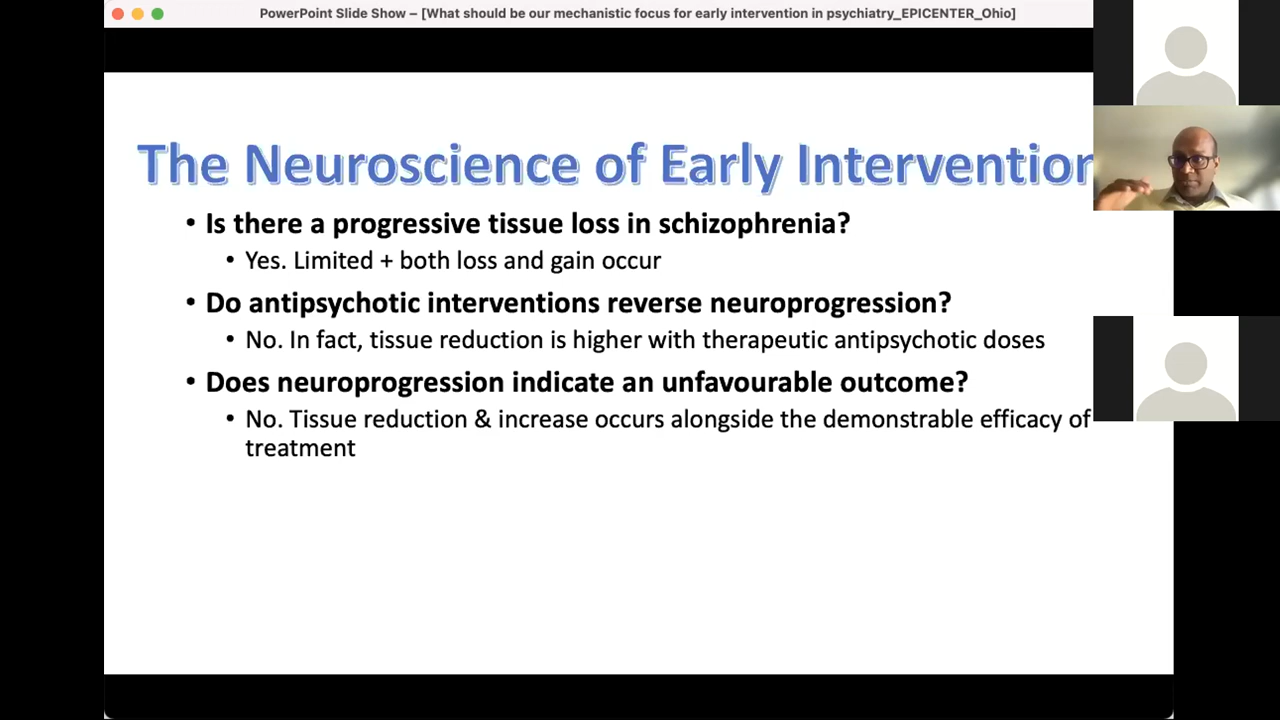 PowerPoint Slide Show – [What should be our mechanistic focus for early intervention in psychiatry_EPICENTER_Ohio]
The Neuroscience of Early Intervention
• Is there a progressive tissue loss in schizophrenia?
• Yes. Limited + both loss and gain occur
• Do antipsychotic interventions reverse neuroprogression?
• No. In fact, tissue reduction is higher with therapeutic antipsychotic doses
• Does neuroprogression indicate an unfavourable outcome?
• No. Tissue reduction & increase occurs alongside the demonstrable efficacy of
treatment